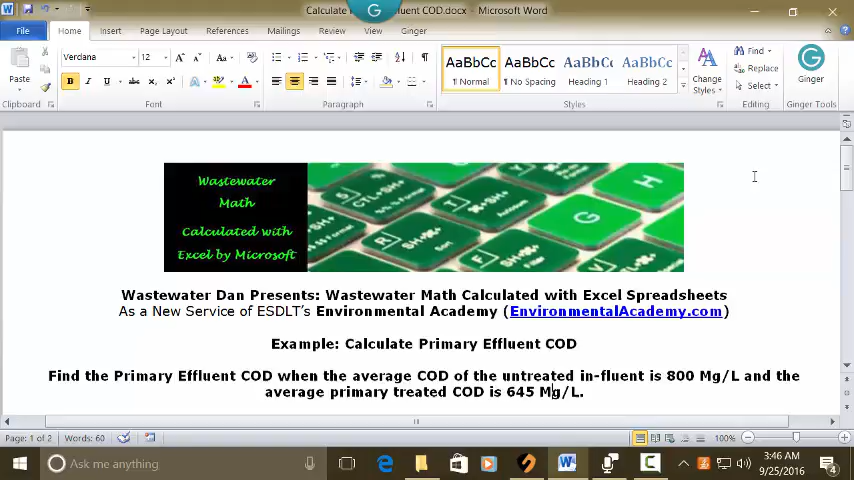 Calculate Effluent COD.docx - Microsoft Word
File Home Insert Page Layout References Mailings Review View Ginger
Verdana 12 Aa
Find
Replace
Select
Paste
B I U abc X₂ X² A A
AaBbCc AaBbCc AaBbCc AaBbCc
¶ Normal ¶ No Spacing Heading 1 Heading 2
Change
Styles
Ginger
Clipboard Font Paragraph Styles Editing Ginger Tools
Wastewater
Math
Calculated with
Excel by Microsoft
Wastewater Dan Presents: Wastewater Math Calculated with Excel Spreadsheets
As a New Service of ESDLT's Environmental Academy (EnvironmentalAcademy.com)
Example: Calculate Primary Effluent COD
Find the Primary Effluent COD when the average COD of the untreated in-fluent is 800 Mg/L and the
average primary treated COD is 645 Mg/L.
Page: 1 of 2 Words: 60 100%
Ask me anything
3:46 AM
9/25/2016
4